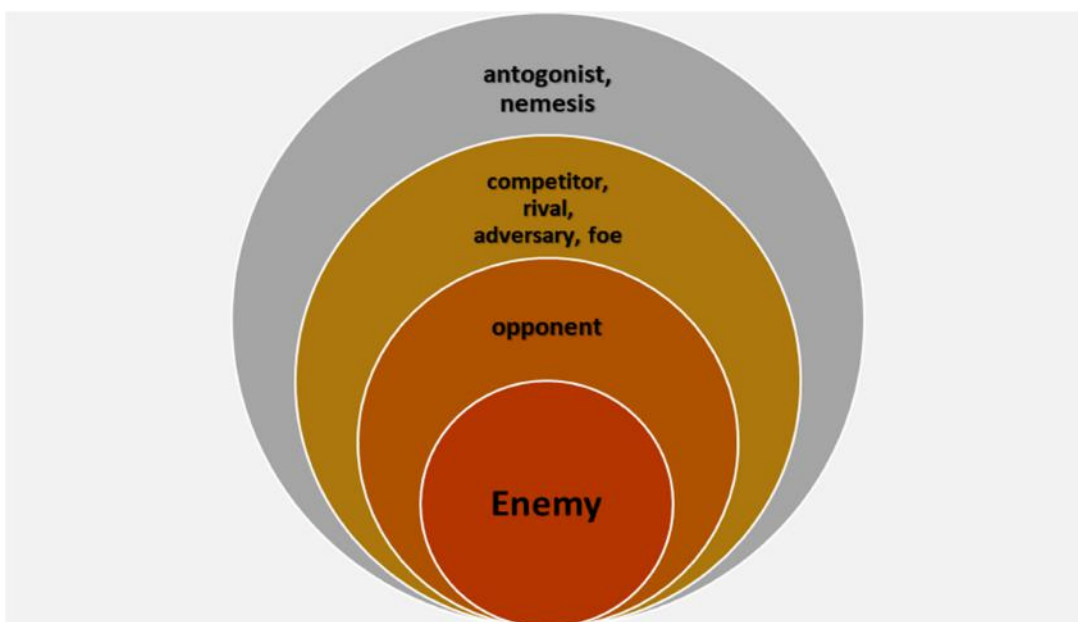 antogonist,
nemesis
competitor,
rival,
adversary, foe
opponent
Enemy